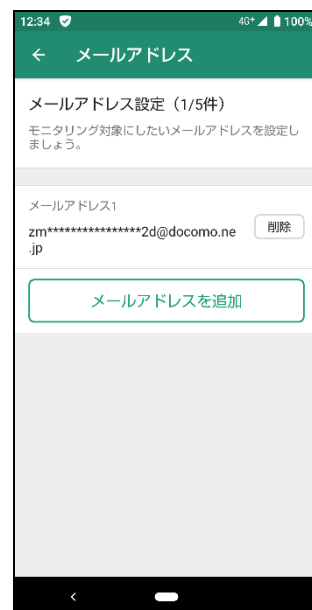 12:34 4G+ 100%
← メールアドレス
メールアドレス設定（1/5件）
モニタリング対象にしたいメールアドレスを設定し
ましょう。
メールアドレス1
zm****************2d@docomo.ne
.jp
削除
メールアドレスを追加